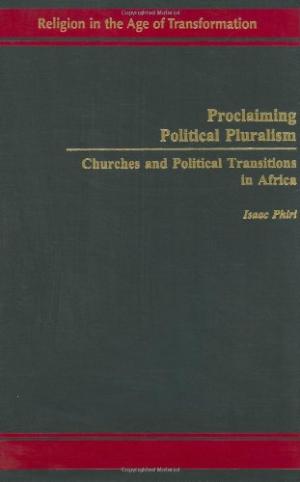 Religion in the Age of Transformation
Proclaiming
Political Pluralism
Churches and Political Transitions
in Africa
Isaac Phiri